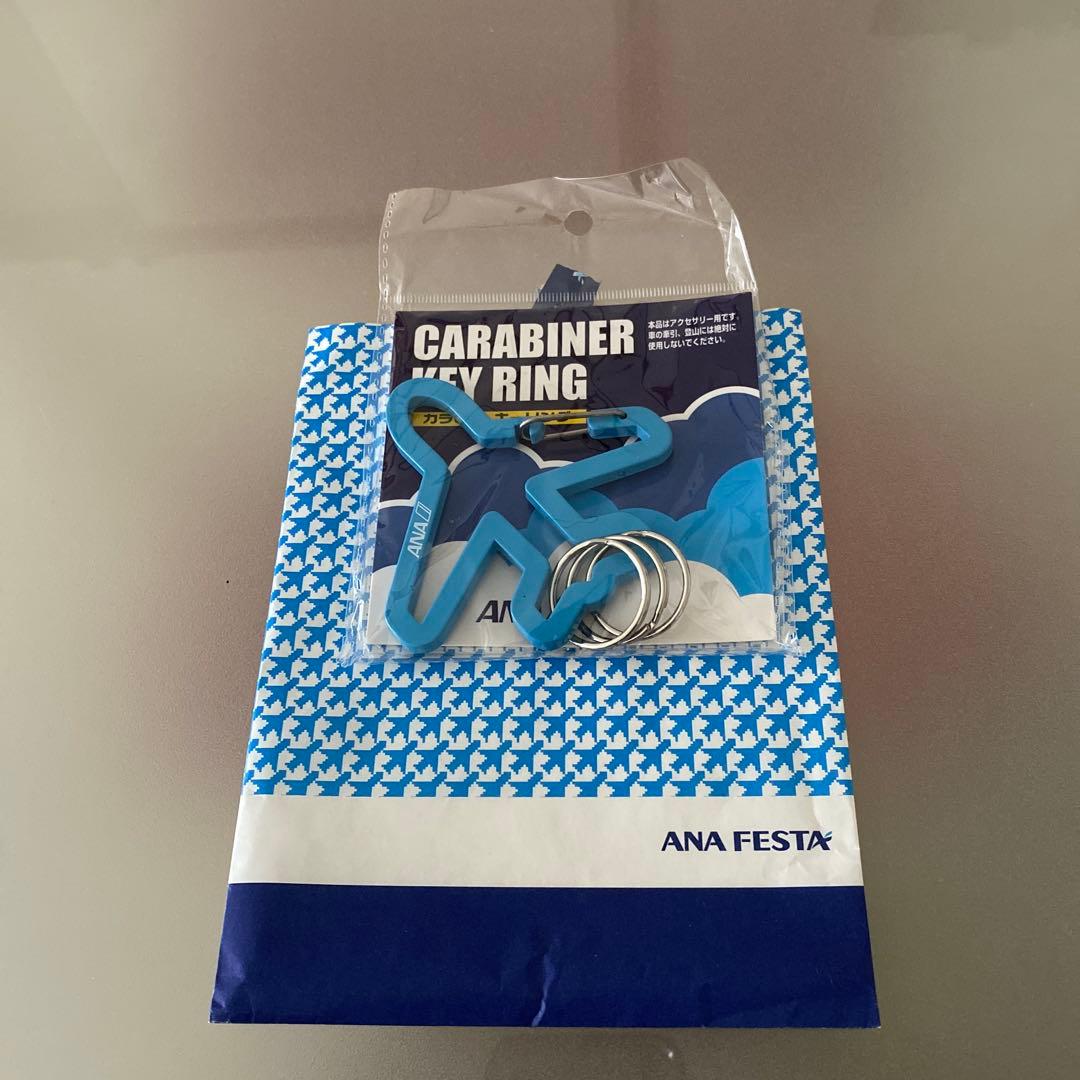 CARABINER
KEY RING
本品はアクセサリー用です。
車の牽引、登山には絶対に
使用しないでください。
ANA
AN
ANA FESTA